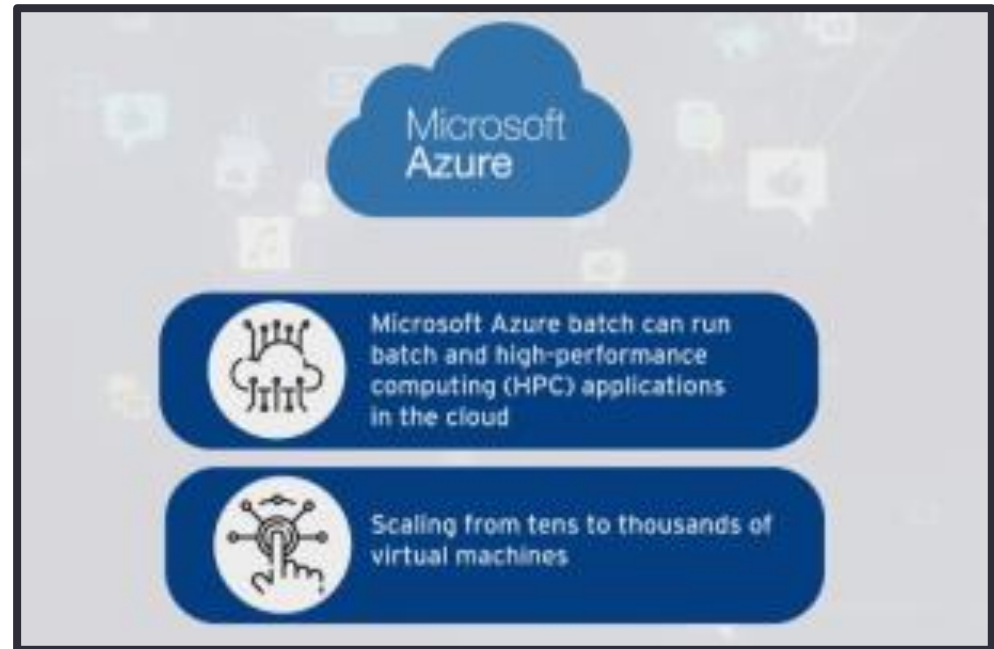 Microsoft
Azure
Microsoft Azure batch can run
batch and high-performance
computing (HPC) applications
in the cloud
Scaling from tens to thousands of
virtual machines